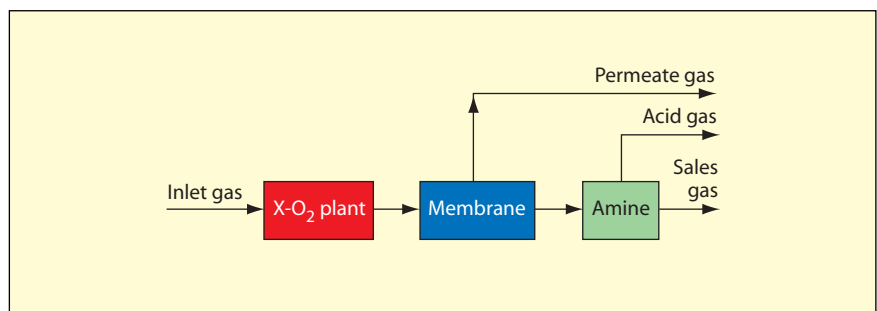 Permeate gas
Acid gas
Sales
gas
Inlet gas
X-O₂ plant
Membrane
Amine